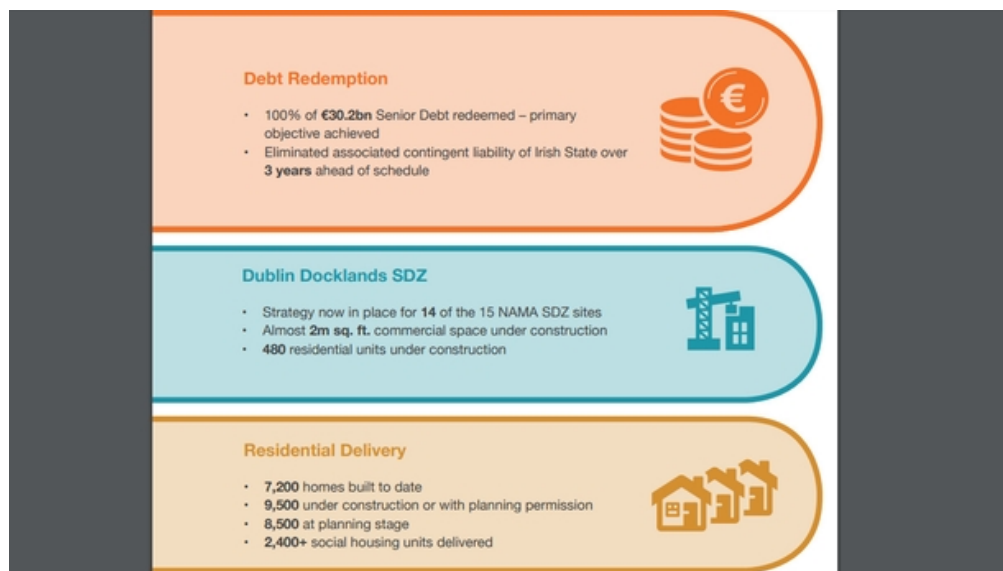 Debt Redemption
• 100% of €30.2bn Senior Debt redeemed – primary
objective achieved
• Eliminated associated contingent liability of Irish State over
3 years ahead of schedule
€
Dublin Docklands SDZ
• Strategy now in place for 14 of the 15 NAMA SDZ sites
• Almost 2m sq. ft. commercial space under construction
• 480 residential units under construction
Residential Delivery
• 7,200 homes built to date
• 9,500 under construction or with planning permission
• 8,500 at planning stage
• 2,400+ social housing units delivered